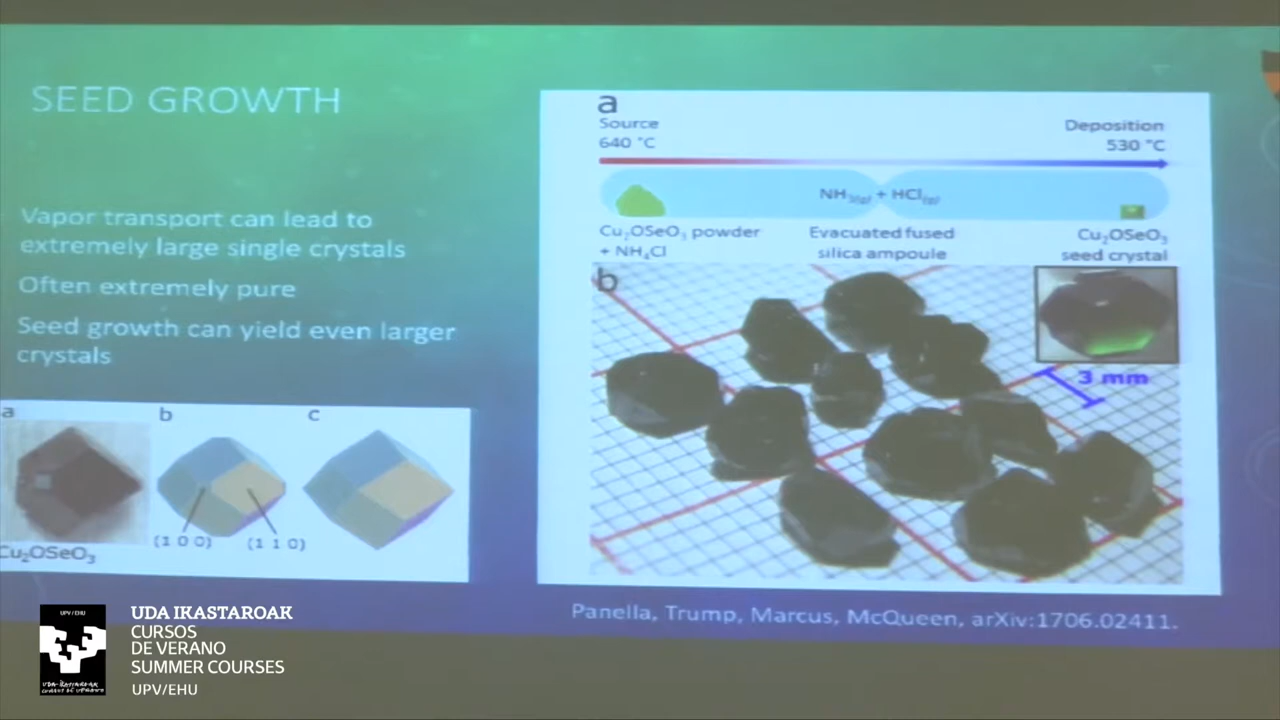 SEED GROWTH
Vapor transport can lead to
extremely large single crystals
Often extremely pure
Seed growth can yield even larger
crystals
a
b
c
(1 0 0)
(1 1 0)
Cu₂OSeO₃
a
Source
640 °C
Deposition
530 °C
NH₃(g) + HCl(g)
Cu₂OSeO₃ powder
+ NH₄Cl
Evacuated fused
silica ampoule
Cu₂OSeO₃
seed crystal
b
3 mm
Panella, Trump, Marcus, McQueen, arXiv:1706.02411.
UPV/EHU
UDA IKASTAROAK
CURSOS
DE VERANO
SUMMER COURSES
UPV/EHU